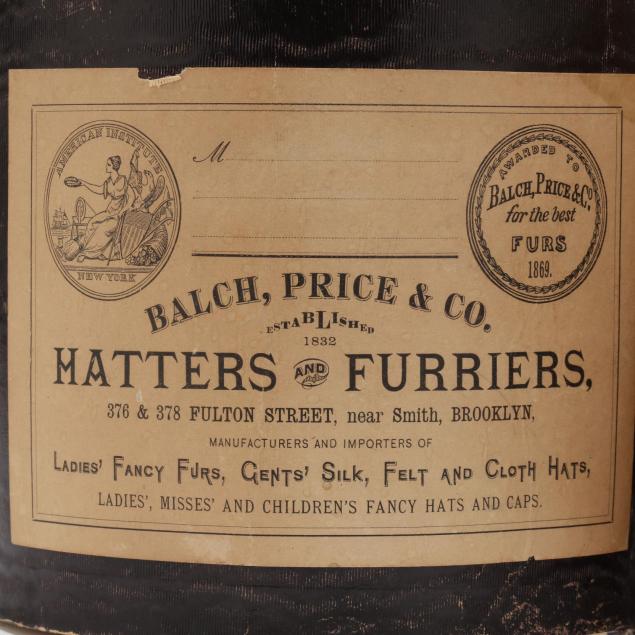 AMERICAN INSTITUTE
NEW YORK
M
AWARDED TO
BALCH, PRICE & Co.
for the best
FURS
1869.
BALCH, PRICE & CO.
ESTABLISHED
1832
HATTERS AND FURRIERS,
376 & 378 FULTON STREET, near Smith, BROOKLYN,
MANUFACTURERS AND IMPORTERS OF
LADIES' FANCY FURS, GENTS' SILK, FELT AND CLOTH HATS,
LADIES', MISSES' AND CHILDREN'S FANCY HATS AND CAPS.